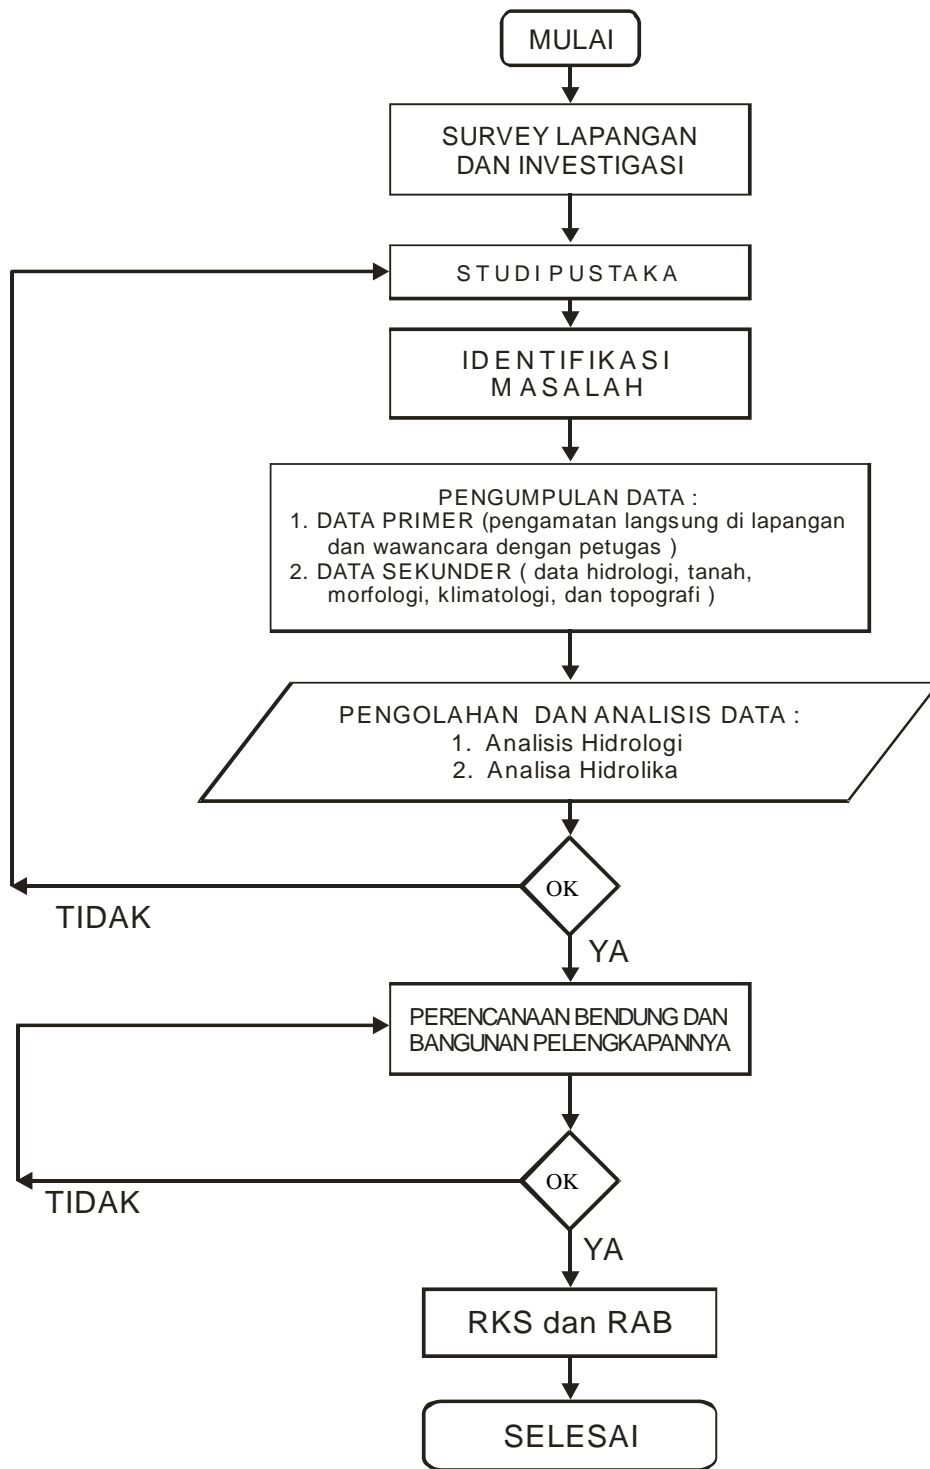 MULAI
SURVEY LAPANGAN
DAN INVESTIGASI
STUDI PUSTAKA
IDENTIFIKASI
MASALAH
PENGUMPULAN DATA :
1. DATA PRIMER (pengamatan langsung di lapangan
dan wawancara dengan petugas )
2. DATA SEKUNDER ( data hidrologi, tanah,
morfologi, klimatologi, dan topografi )
PENGOLAHAN DAN ANALISIS DATA :
1. Analisis Hidrologi
2. Analisa Hidrolika
OK
TIDAK
YA
PERENCANAAN BENDUNG DAN
BANGUNAN PELENGKAPANNYA
OK
TIDAK
YA
RKS dan RAB
SELESAI